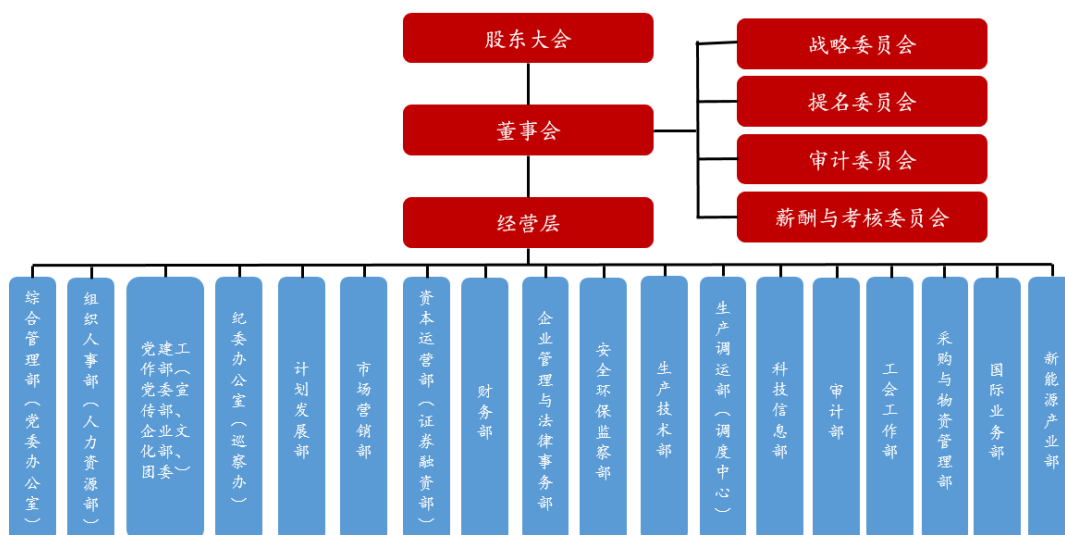 股东大会
董事会
经营层
战略委员会
提名委员会
审计委员会
薪酬与考核委员会
综合管理部（党委办公室）
组织人事部（人力资源部）
党建工
作部（
党委宣
传部、
企业文
化部、
团委）
纪委办公室（巡察办）
计划发展部
市场营销部
资本运营部（证券融资部）
财务部
企业管理与法律事务部
安全环保监察部
生产技术部
生产调运部（调度中心）
科技信息部
审计部
工会工作部
采购与物资管理部
国际业务部
新能源产业部